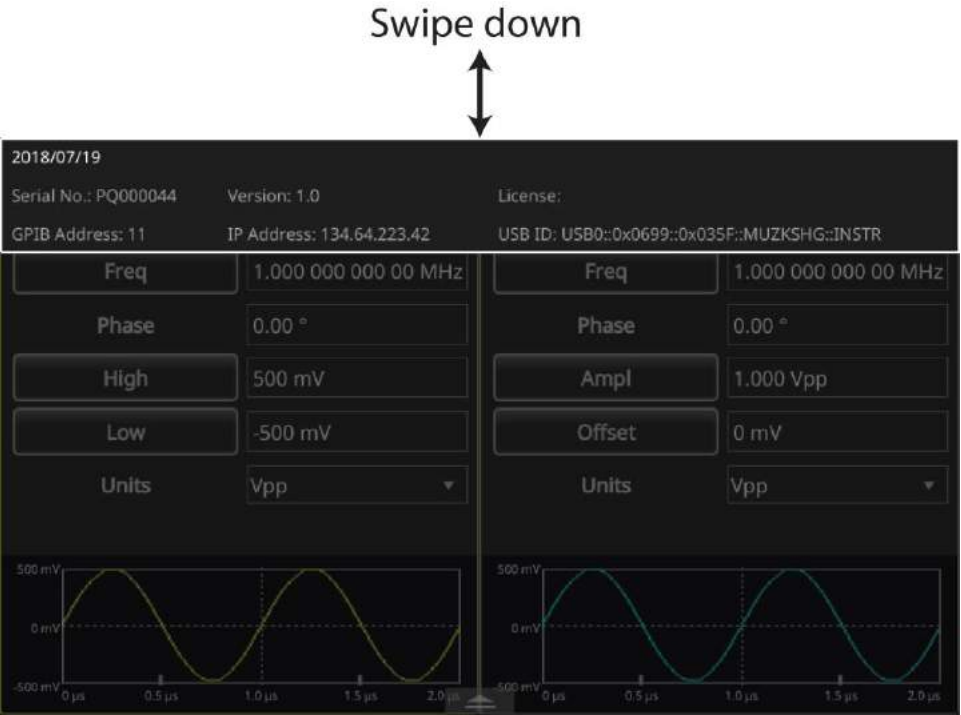 Swipe down
2018/07/19
Serial No.: PQ000044 Version: 1.0 License:
GPIB Address: 11 IP Address: 134.64.223.42 USB ID: USB0::0x0699::0x035F::MUZKSHG::INSTR
Freq 1.000 000 000 00 MHz Freq 1.000 000 000 00 MHz
Phase 0.00 ° Phase 0.00 °
High 500 mV Ampl 1.000 Vpp
Low -500 mV Offset 0 mV
Units Vpp Units Vpp
500 mV 500 mV
0 mV 0 mV
-500 mV -500 mV
0 µs 0.5 µs 1.0 µs 1.5 µs 2.0 0 µs 0.5 µs 1.0 µs 1.5 µs 2.0 µs